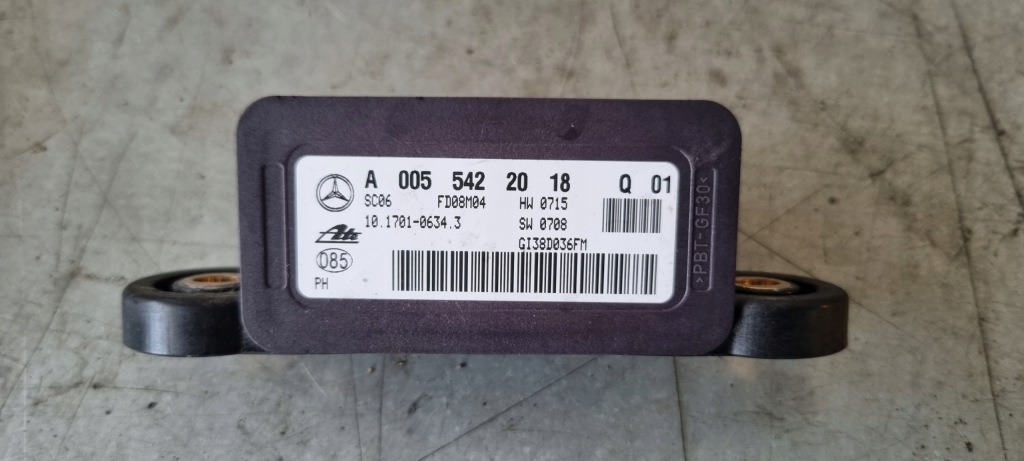 A 005 542 20 18 Q 01
SC06 FD08M04 HW 0715
10.1701-0634.3 SW 0708
Ate
GI38D036FM
085
PH
>PBT-GF30<